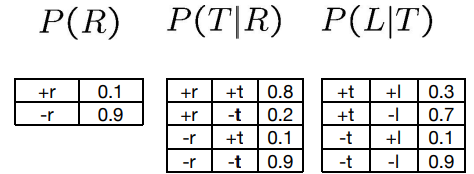 P(R) P(T|R) P(L|T)
+r 0.1 +r +t 0.8 +t +l 0.3
-r 0.9 +r -t 0.2 +t -l 0.7
-r +t 0.1 -t +l 0.1
-r -t 0.9 -t -l 0.9